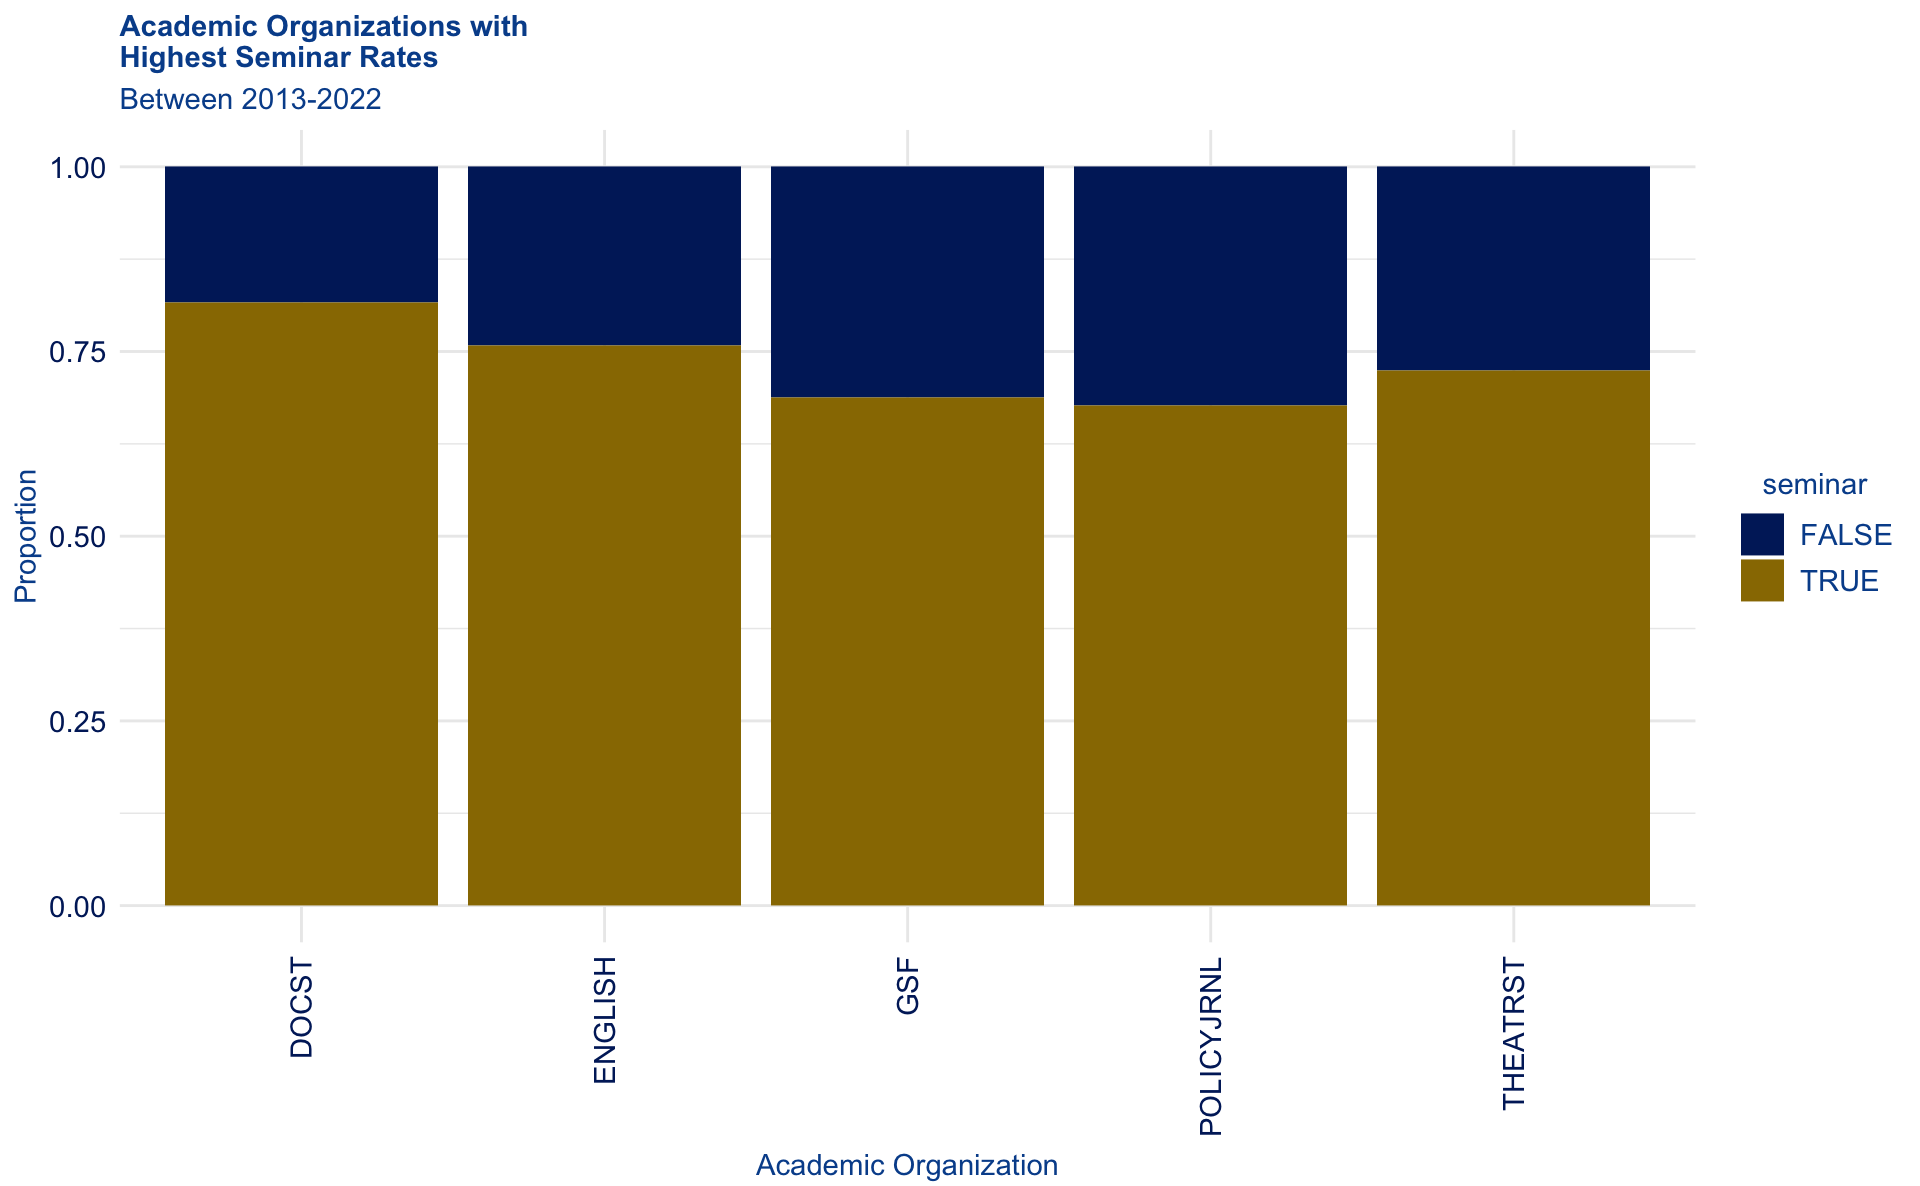 Academic Organizations with
Highest Seminar Rates
Between 2013-2022
1.00
0.75
0.50
0.25
0.00
Proportion
DOCST
ENGLISH
GSF
POLICYJRNL
THEATRST
Academic Organization
seminar
FALSE
TRUE